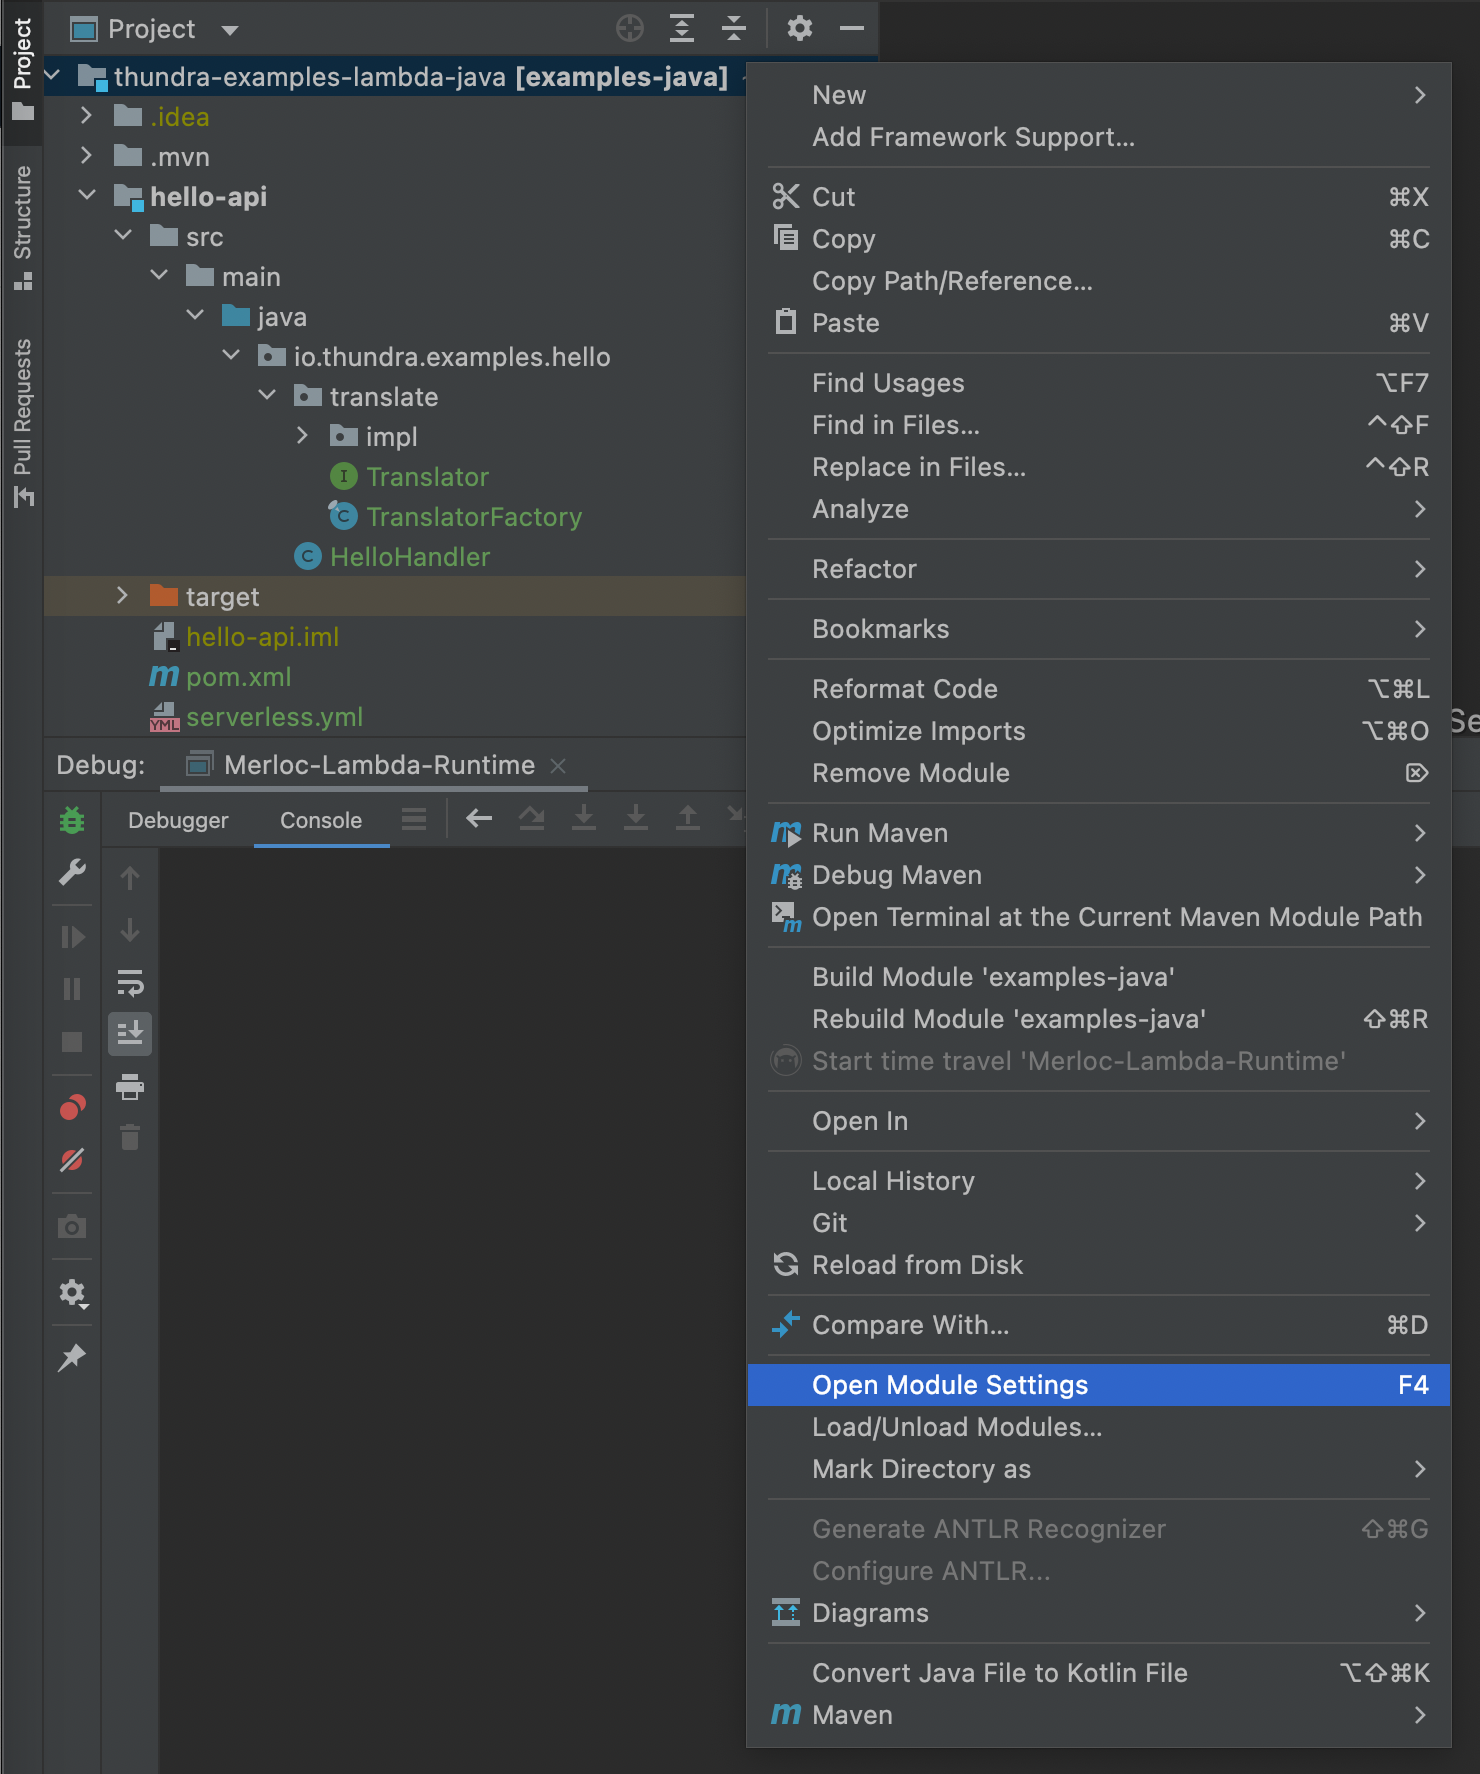 Project
Structure
Pull Requests
Project
thundra-examples-lambda-java [examples-java]
.idea
.mvn
hello-api
src
main
java
io.thundra.examples.hello
translate
impl
I Translator
C TranslatorFactory
C HelloHandler
target
hello-api.iml
m pom.xml
YML serverless.yml
Debug: Merloc-Lambda-Runtime
Debugger Console
New
Add Framework Support...
Cut ⌘X
Copy ⌘C
Copy Path/Reference...
Paste ⌘V
Find Usages ⌥F7
Find in Files... ^⇧F
Replace in Files... ^⇧R
Analyze
Refactor
Bookmarks
Reformat Code ⌥⌘L
Optimize Imports ⌥⌘O
Remove Module ⌦
m Run Maven
m Debug Maven
m Open Terminal at the Current Maven Module Path
Build Module 'examples-java'
Rebuild Module 'examples-java' ⇧⌘R
Start time travel 'Merloc-Lambda-Runtime'
Open In
Local History
Git
Reload from Disk
Compare With... ⌘D
Open Module Settings F4
Load/Unload Modules...
Mark Directory as
Generate ANTLR Recognizer ⇧⌘G
Configure ANTLR...
Diagrams
Convert Java File to Kotlin File ⌥⇧⌘K
m Maven
Se